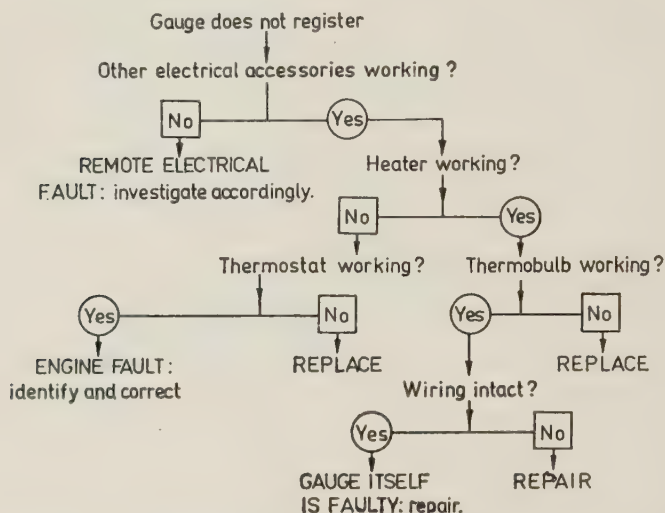 Gauge does not register
Other electrical accessories working?
No
Yes
REMOTE ELECTRICAL
FAULT: investigate accordingly.
Heater working?
No
Yes
Thermostat working?
Thermobulb working?
Yes
No
Yes
No
ENGINE FAULT:
identify and correct
REPLACE
REPLACE
Wiring intact?
Yes
No
GAUGE ITSELF
IS FAULTY: repair.
REPAIR